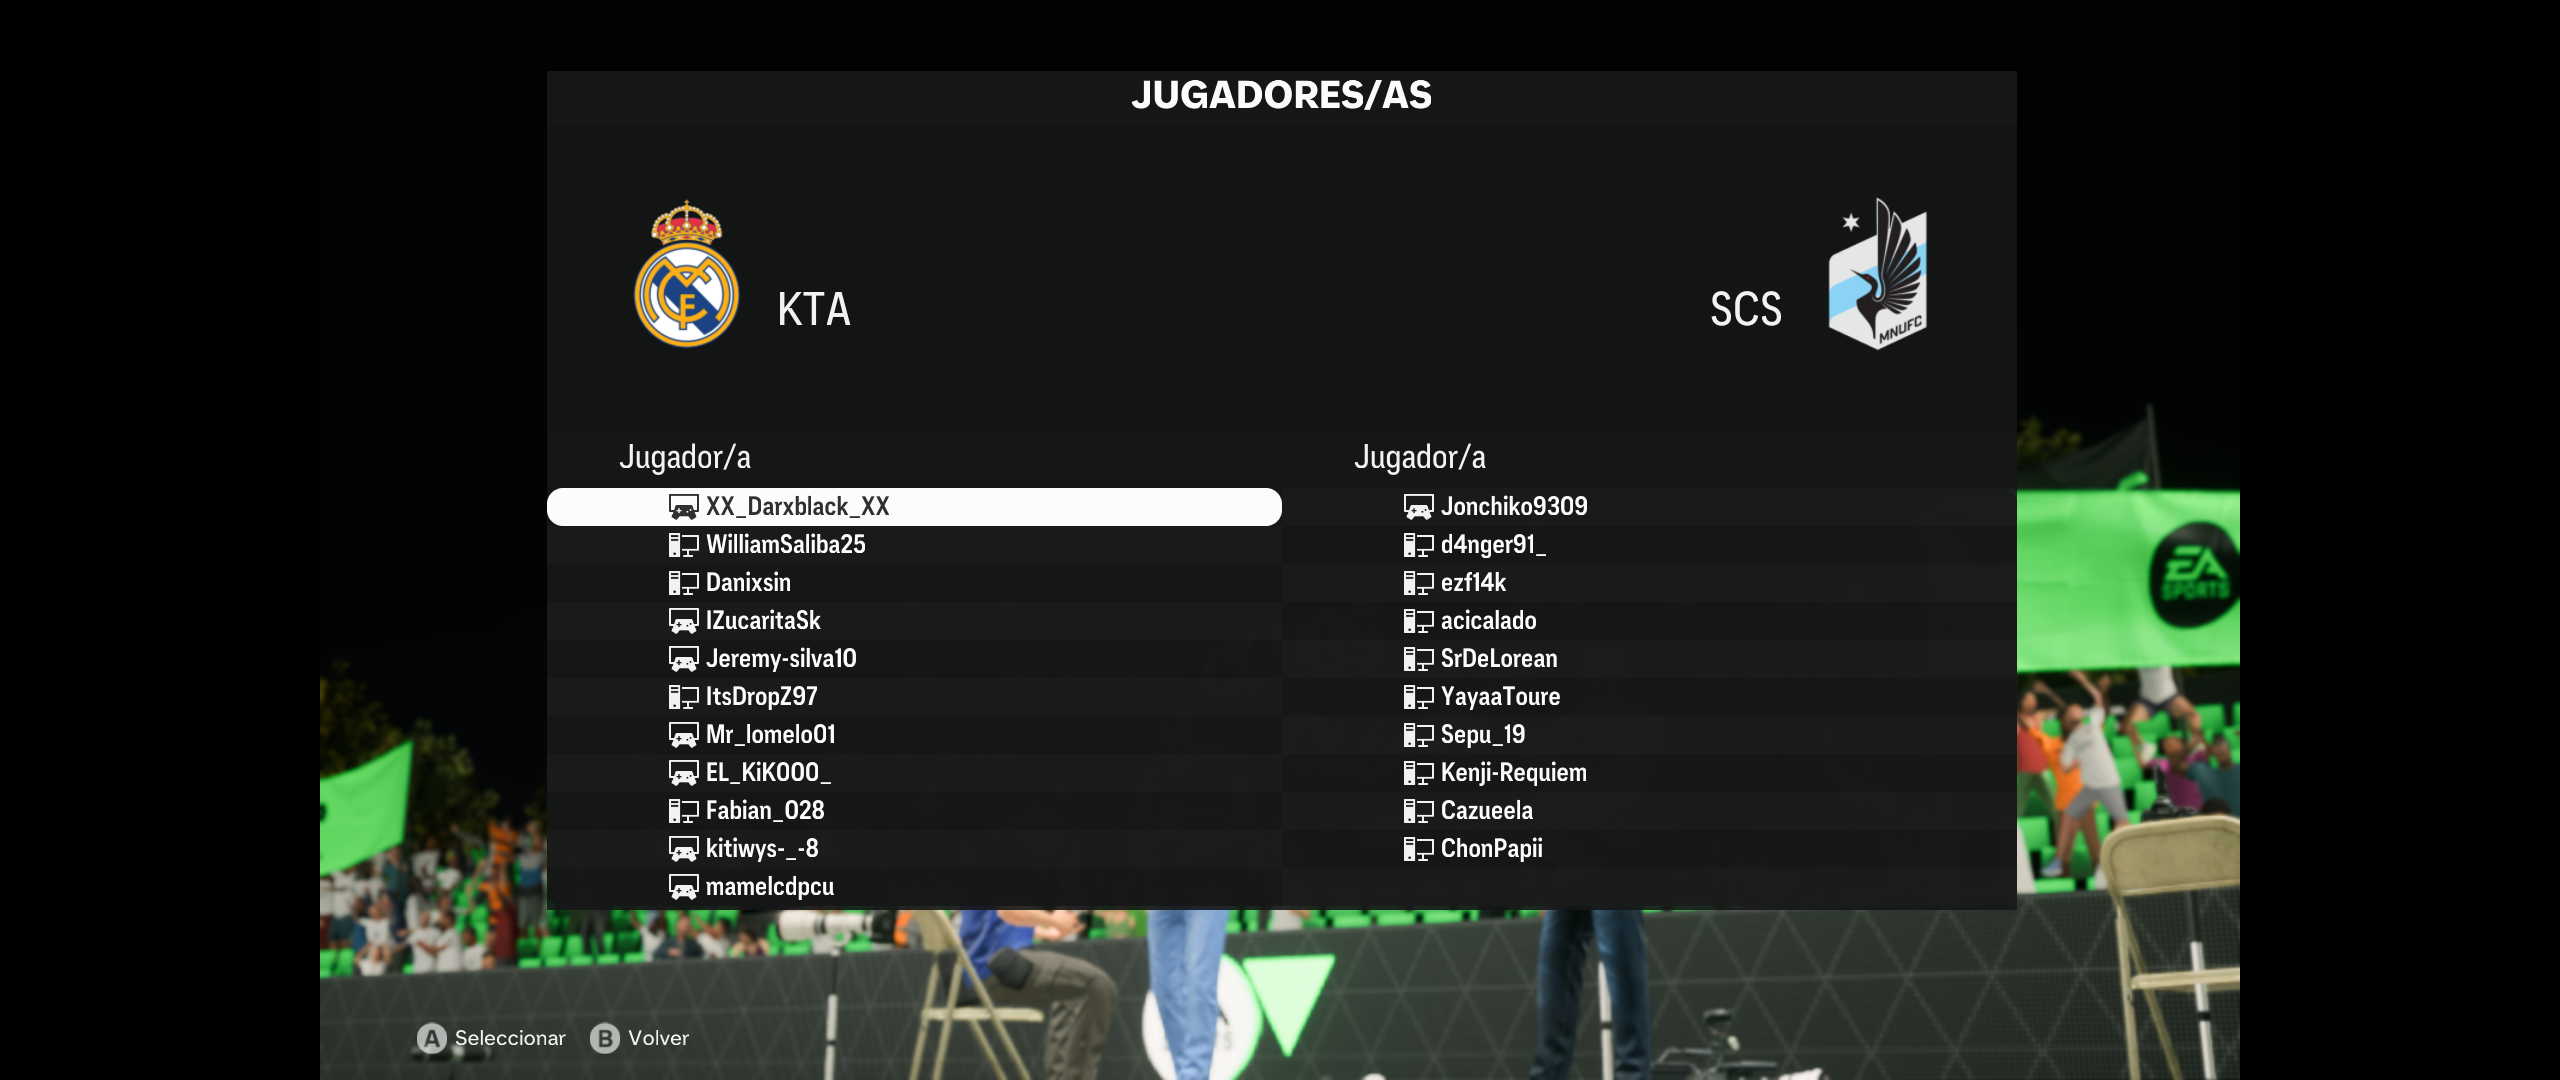 JUGADORES/AS
KTA
SCS
MNUFC
Jugador/a
XX_Darxblack_XX
WilliamSaliba25
Danixsin
IZucaritaSk
Jeremy-silva10
ItsDropZ97
Mr_lomelo01
EL_KiKOOO_
Fabian_028
kitiwys-_-8
mamelcdpcu
Jugador/a
Jonchiko9309
d4nger91_
ezf14k
acicalado
SrDeLorean
YayaaToure
Sepu_19
Kenji-Requiem
Cazueela
ChonPapii
EA
SPORTS
A Seleccionar B Volver